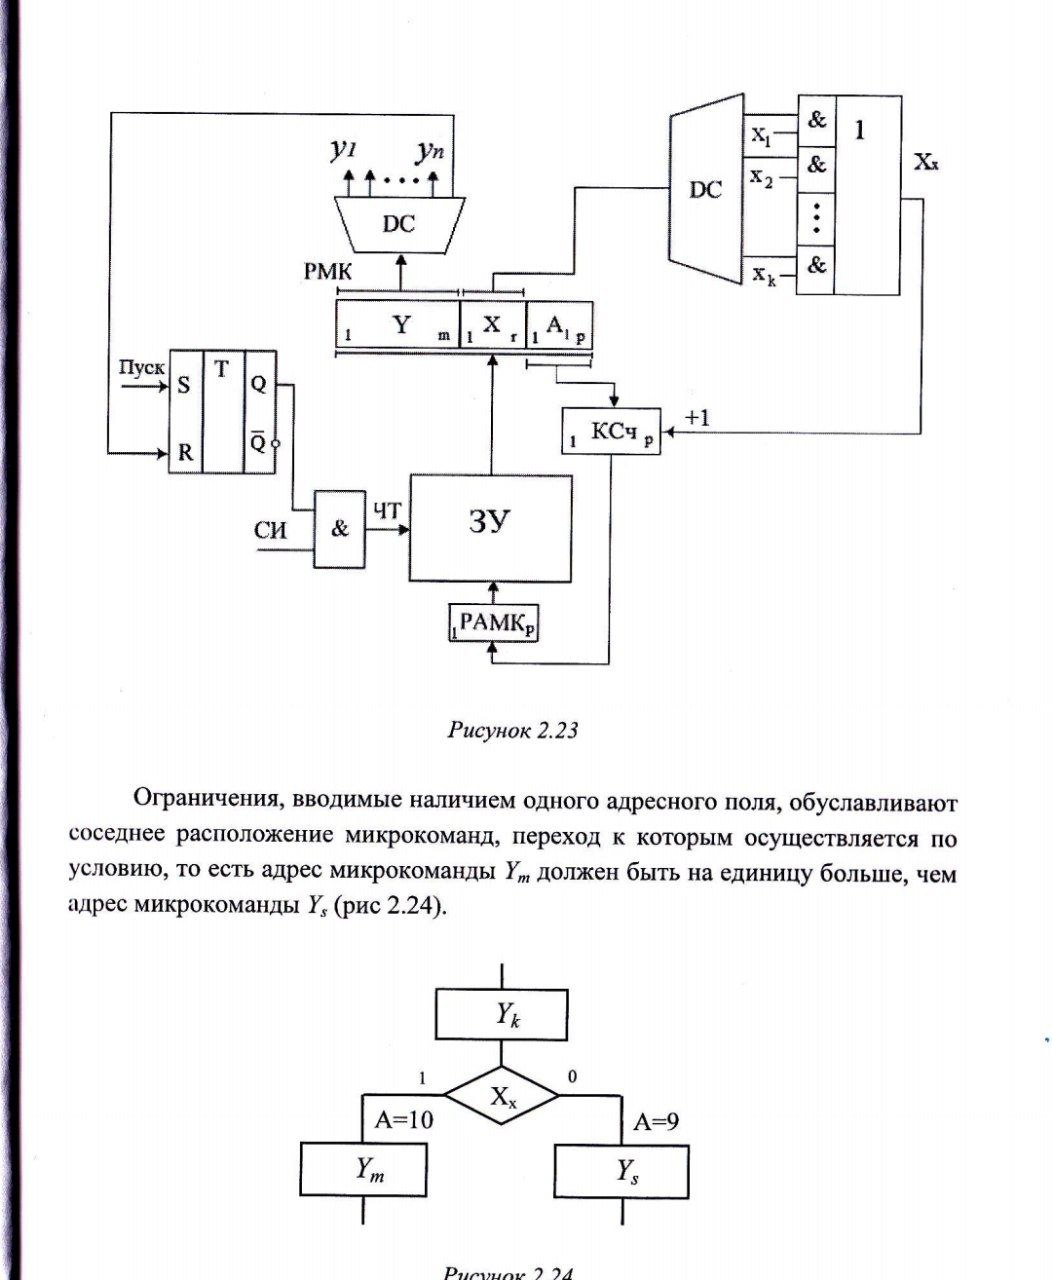 y1 yn
DC
РМК
1 Y m 1 X r 1 A1 p
DC
X1
X2
Xk
&
&
&
1
Xx
Пуск
S T Q
R Q̅
+1
1 КСч p
СИ
&
ЧТ
ЗУ
1 РАМК p
Рисунок 2.23
Ограничения, вводимые наличием одного адресного поля, обуславливают
соседнее расположение микрокоманд, переход к которым осуществляется по
условию, то есть адрес микрокоманды Ym должен быть на единицу больше, чем
адрес микрокоманды Ys (рис 2.24).
Yk
1 Xx 0
A=10 A=9
Ym Ys
Рисунок 2.24